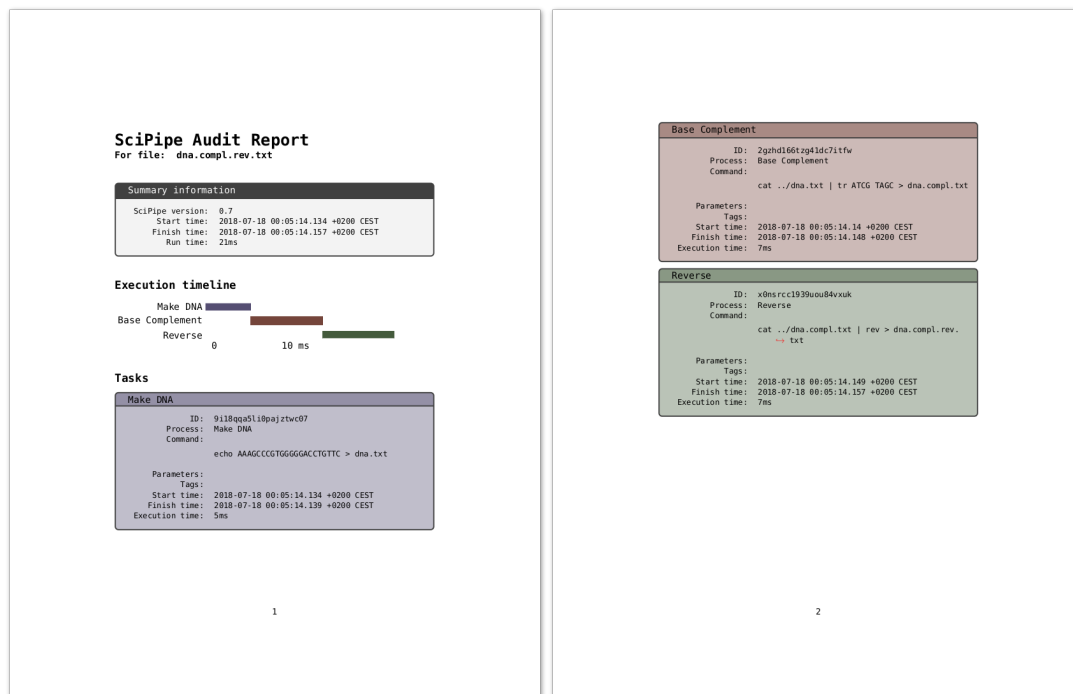 SciPipe Audit Report
For file: dna.compl.rev.txt
Summary information
SciPipe version: 0.7
Start time: 2018-07-18 00:05:14.134 +0200 CEST
Finish time: 2018-07-18 00:05:14.157 +0200 CEST
Run time: 21ms
Execution timeline
Make DNA
Base Complement
Reverse
0 10 ms
Tasks
Make DNA
ID: 9i18qqa5li0pajztwc07
Process: Make DNA
Command:
echo AAAGCCCGTGGGGGACCTGTTC > dna.txt
Parameters:
Tags:
Start time: 2018-07-18 00:05:14.134 +0200 CEST
Finish time: 2018-07-18 00:05:14.139 +0200 CEST
Execution time: 5ms
1
Base Complement
ID: 2gzhd166tzg41dc7itfw
Process: Base Complement
Command:
cat ../dna.txt | tr ATCG TAGC > dna.compl.txt
Parameters:
Tags:
Start time: 2018-07-18 00:05:14.14 +0200 CEST
Finish time: 2018-07-18 00:05:14.148 +0200 CEST
Execution time: 7ms
Reverse
ID: x0nsrcc1939uou84vxuk
Process: Reverse
Command:
cat ../dna.compl.txt | rev > dna.compl.rev.
↪ txt
Parameters:
Tags:
Start time: 2018-07-18 00:05:14.149 +0200 CEST
Finish time: 2018-07-18 00:05:14.157 +0200 CEST
Execution time: 7ms
2